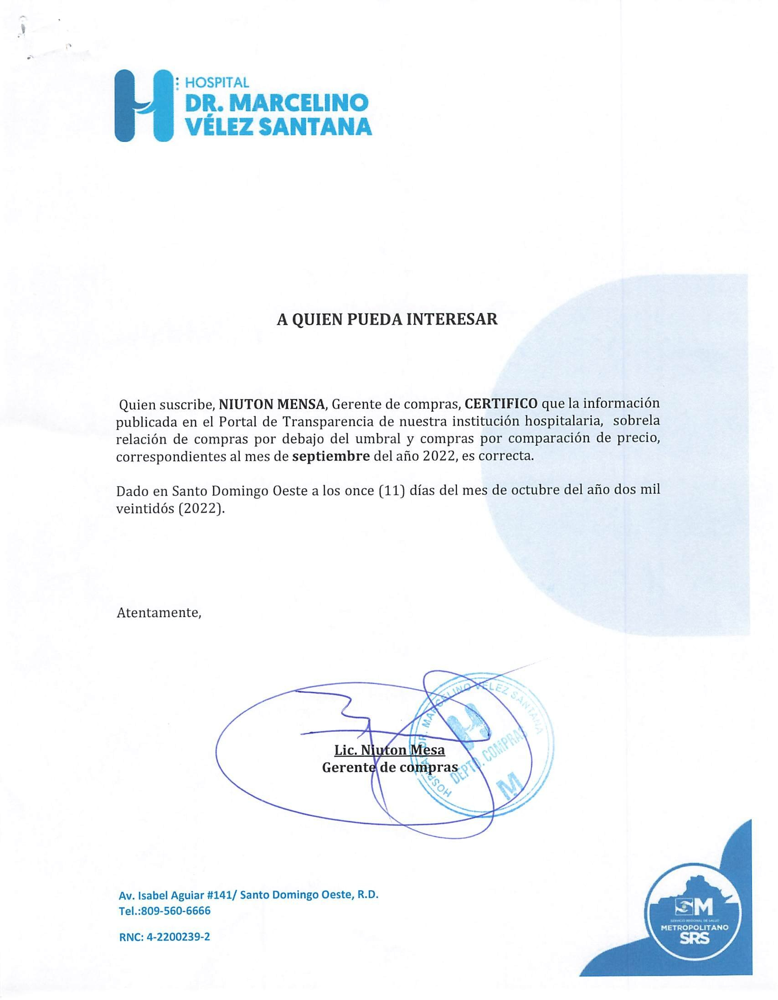 HOSPITAL
DR. MARCELINO
VÉLEZ SANTANA
A QUIEN PUEDA INTERESAR
Quien suscribe, NIUTON MENSA, Gerente de compras, CERTIFICO que la información
publicada en el Portal de Transparencia de nuestra institución hospitalaria, sobrela
relación de compras por debajo del umbral y compras por comparación de precio,
correspondientes al mes de septiembre del año 2022, es correcta.
Dado en Santo Domingo Oeste a los once (11) días del mes de octubre del año dos mil
veintidós (2022).
Atentamente,
HOSPITAL DR. MARCELINO VÉLEZ SANTANA
DEPTO. COMPRAS
M
Lic. Niuton Mesa
Gerente de compras
Av. Isabel Aguiar #141/ Santo Domingo Oeste, R.D.
Tel.:809-560-6666
RNC: 4-2200239-2
SM
SERVICIO REGIONAL DE SALUD
METROPOLITANO
SRS